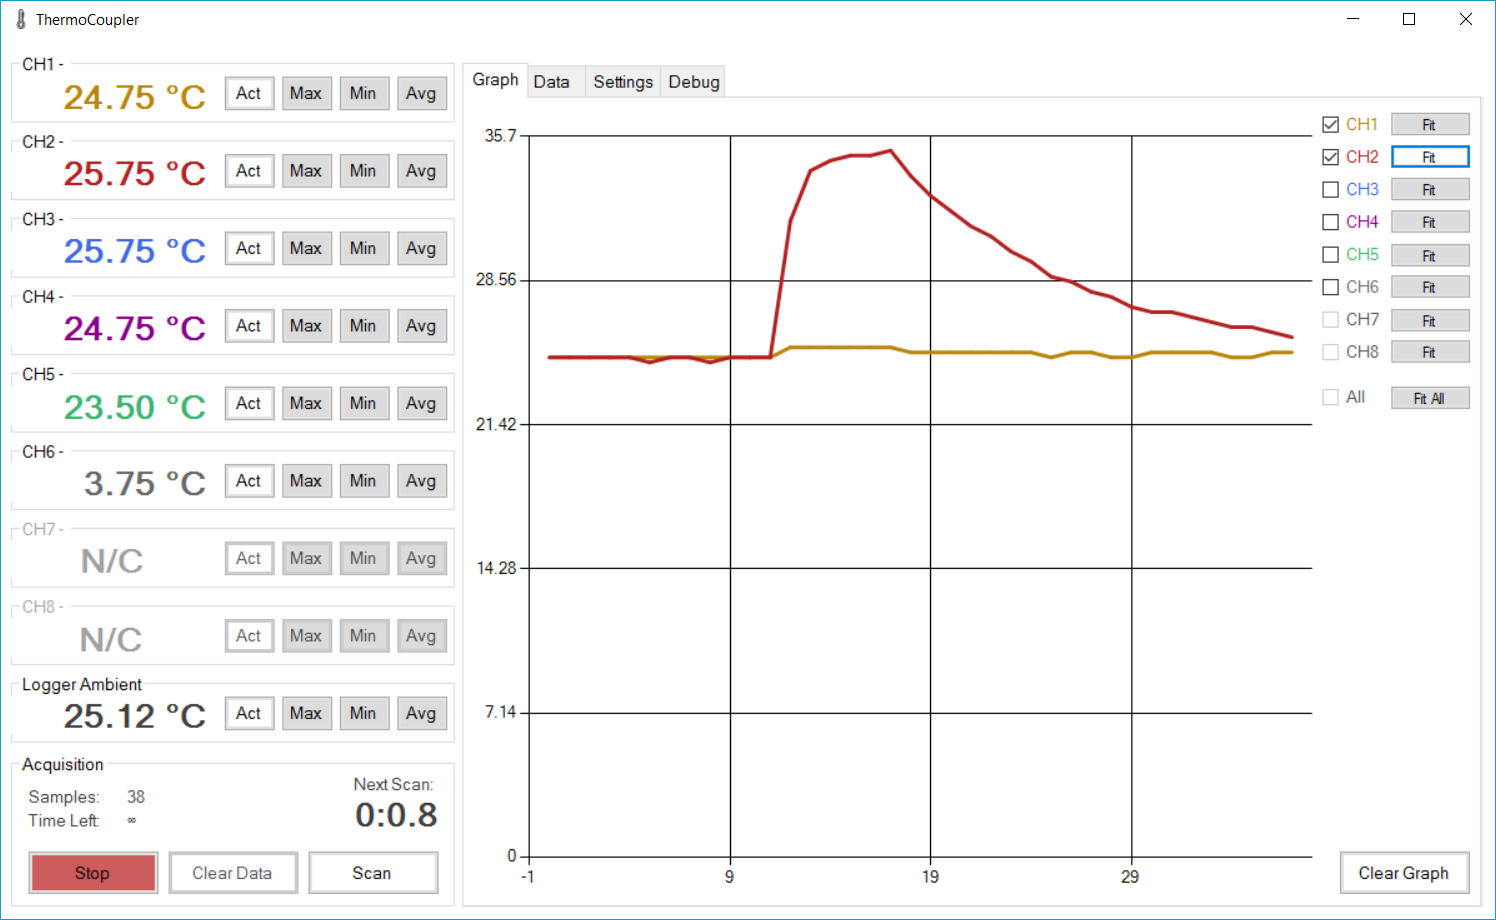 ThermoCoupler
CH1 -
24.75 °C Act Max Min Avg
CH2 -
25.75 °C Act Max Min Avg
CH3 -
25.75 °C Act Max Min Avg
CH4 -
24.75 °C Act Max Min Avg
CH5 -
23.50 °C Act Max Min Avg
CH6 -
3.75 °C Act Max Min Avg
CH7 -
N/C Act Max Min Avg
CH8 -
N/C Act Max Min Avg
Logger Ambient
25.12 °C Act Max Min Avg
Acquisition
Samples: 38
Time Left: ∞
Next Scan:
0:0.8
Stop Clear Data Scan
Graph Data Settings Debug
35.7
28.56
21.42
14.28
7.14
0
-1 9 19 29
CH1 Fit
CH2 Fit
CH3 Fit
CH4 Fit
CH5 Fit
CH6 Fit
CH7 Fit
CH8 Fit
All Fit All
Clear Graph